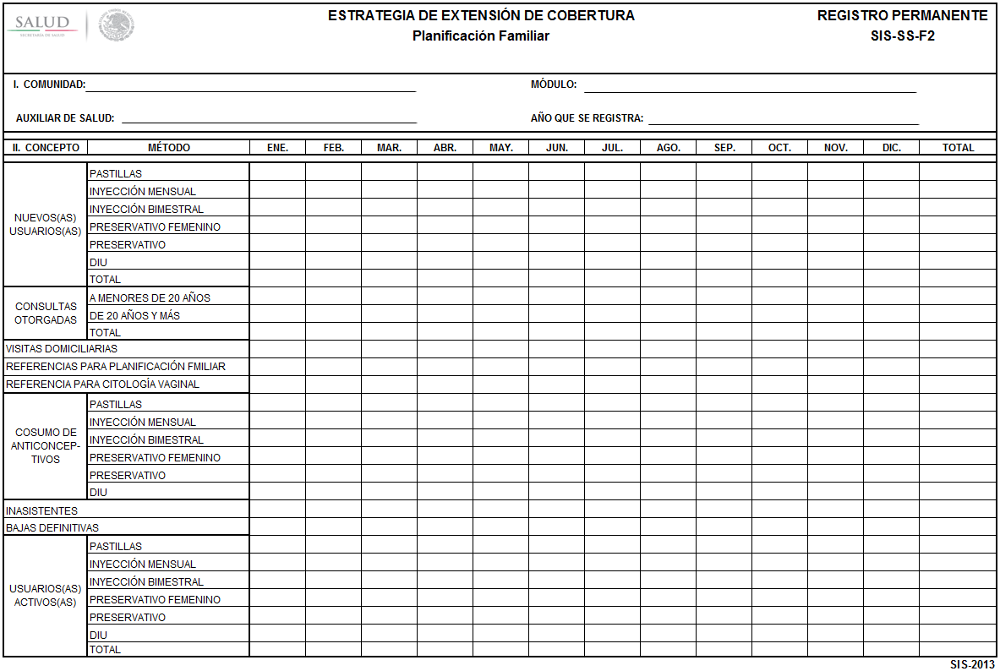 SALUD
SECRETARÍA DE SALUD
ESTRATEGIA DE EXTENSIÓN DE COBERTURA
Planificación Familiar
REGISTRO PERMANENTE
SIS-SS-F2
I. COMUNIDAD:
MÓDULO:
AUXILIAR DE SALUD:
AÑO QUE SE REGISTRA:
II. CONCEPTO MÉTODO ENE. FEB. MAR. ABR. MAY. JUN. JUL. AGO. SEP. OCT. NOV. DIC. TOTAL
NUEVOS(AS)
USUARIOS(AS)
PASTILLAS
INYECCIÓN MENSUAL
INYECCIÓN BIMESTRAL
PRESERVATIVO FEMENINO
PRESERVATIVO
DIU
TOTAL
CONSULTAS
OTORGADAS
A MENORES DE 20 AÑOS
DE 20 AÑOS Y MÁS
TOTAL
VISITAS DOMICILIARIAS
REFERENCIAS PARA PLANIFICACIÓN FMILIAR
REFERENCIA PARA CITOLOGÍA VAGINAL
COSUMO DE
ANTICONCEP-
TIVOS
PASTILLAS
INYECCIÓN MENSUAL
INYECCIÓN BIMESTRAL
PRESERVATIVO FEMENINO
PRESERVATIVO
DIU
INASISTENTES
BAJAS DEFINITIVAS
USUARIOS(AS)
ACTIVOS(AS)
PASTILLAS
INYECCIÓN MENSUAL
INYECCIÓN BIMESTRAL
PRESERVATIVO FEMENINO
PRESERVATIVO
DIU
TOTAL
SIS-2013